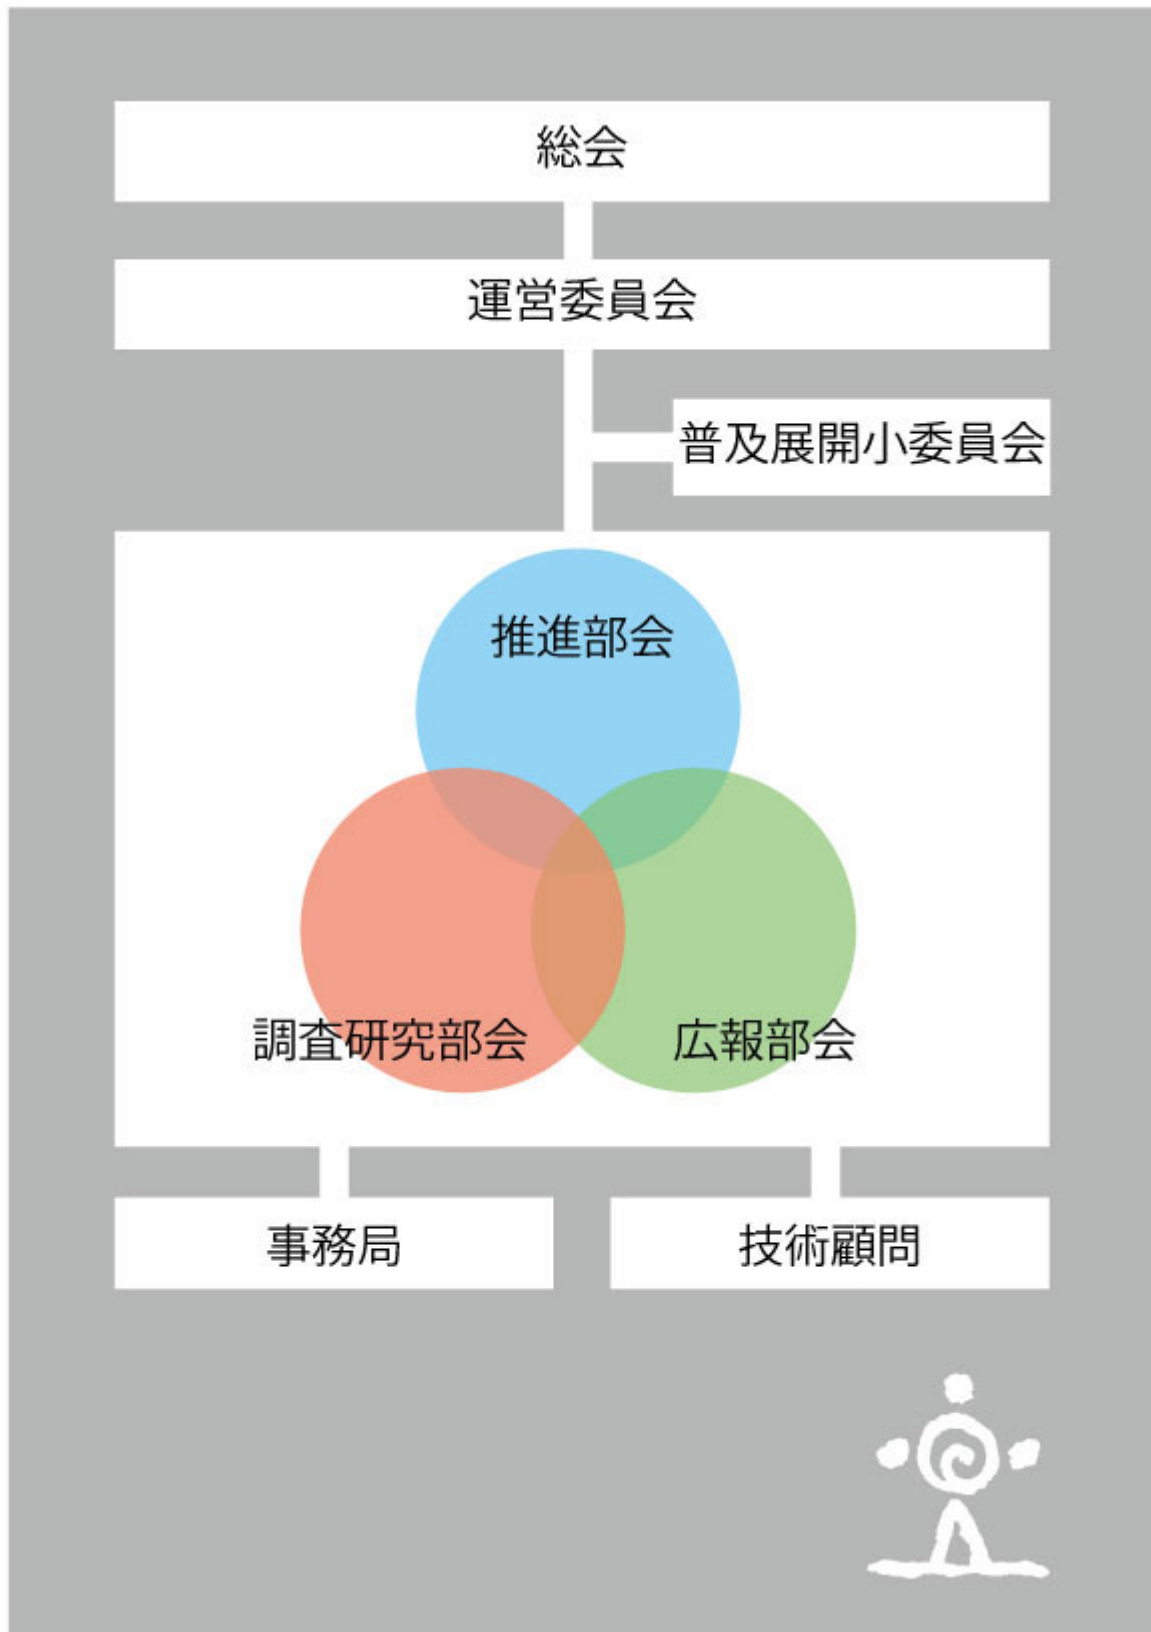 総会
運営委員会
普及展開小委員会
推進部会
調査研究部会
広報部会
事務局
技術顧問